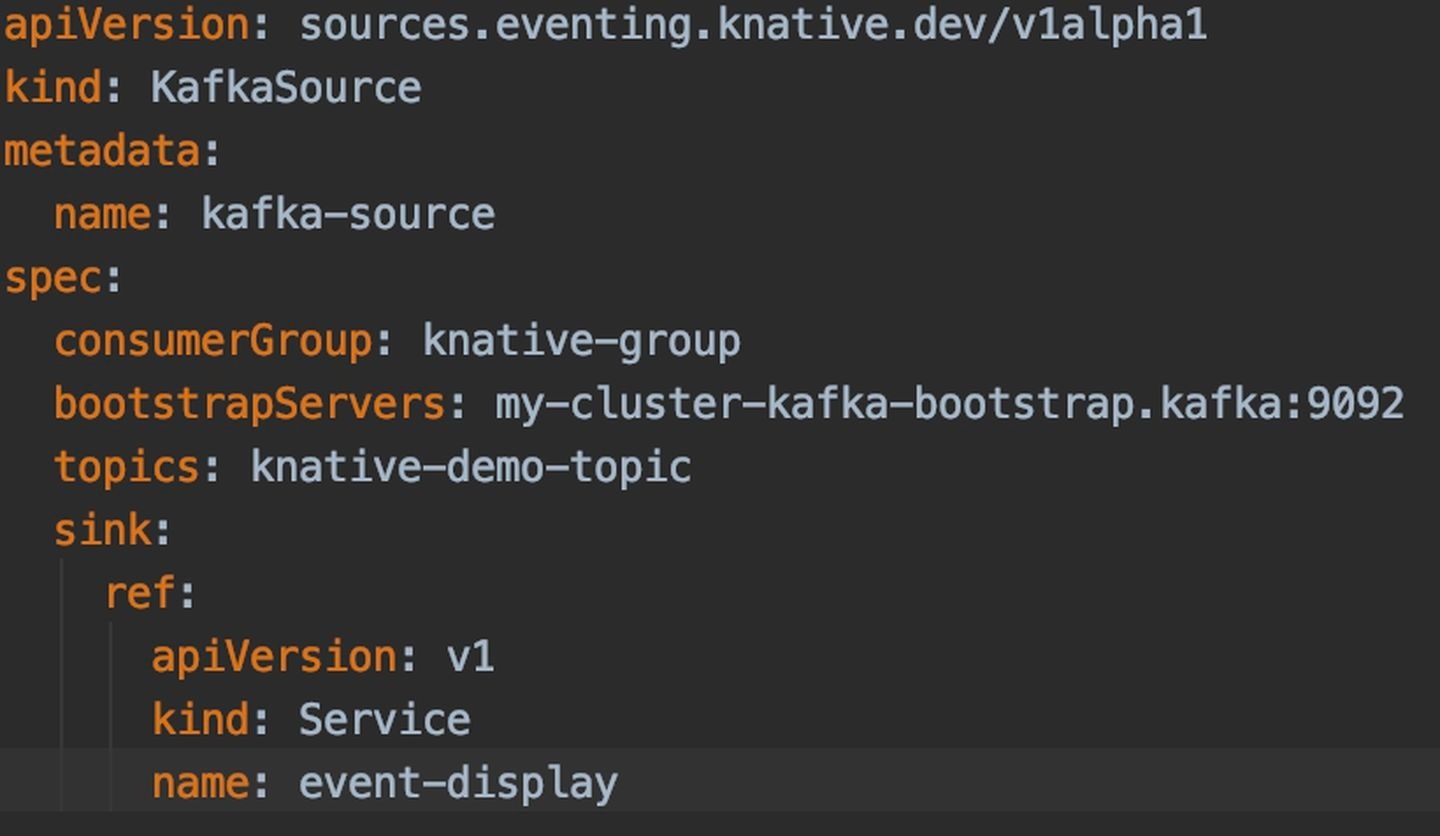 apiVersion: sources.eventing.knative.dev/v1alpha1
kind: KafkaSource
metadata:
  name: kafka-source
spec:
  consumerGroup: knative-group
  bootstrapServers: my-cluster-kafka-bootstrap.kafka:9092
  topics: knative-demo-topic
  sink:
    ref:
      apiVersion: v1
      kind: Service
      name: event-display